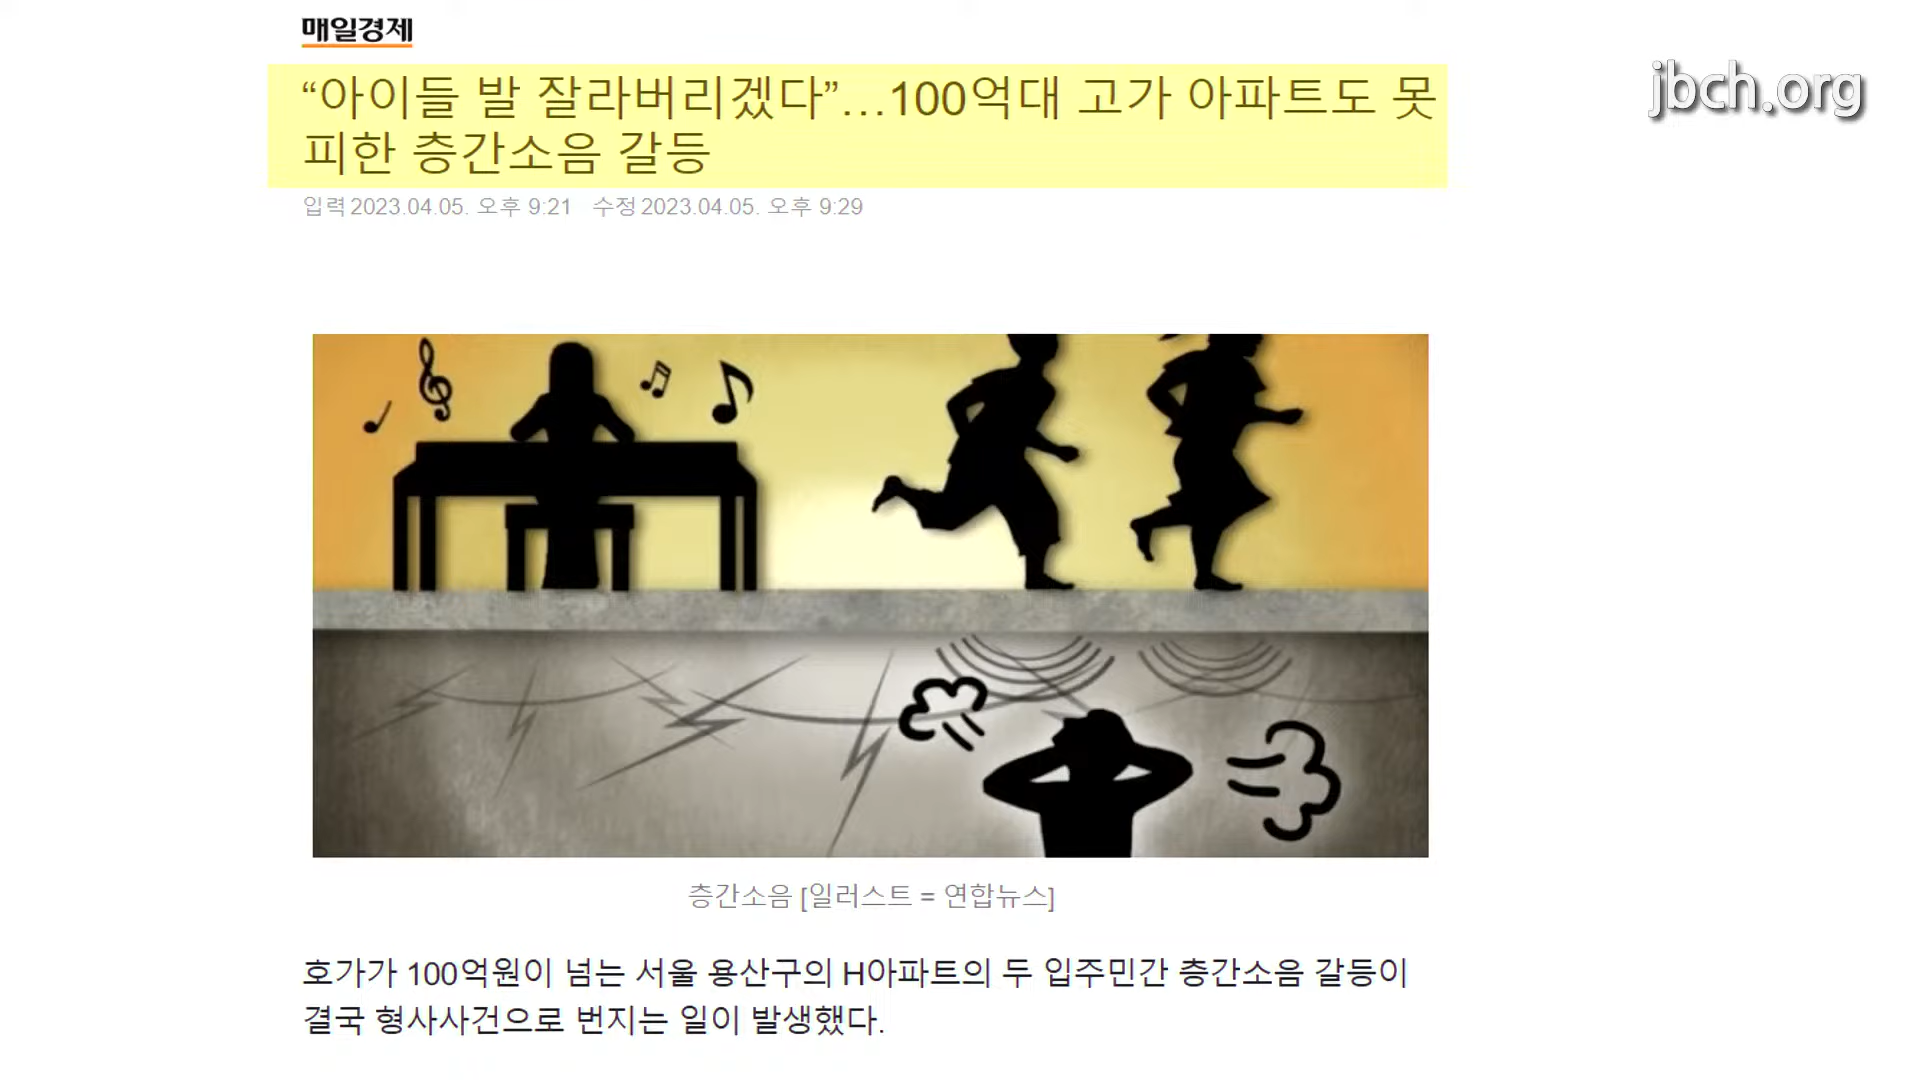 매일경제
jbch.org
“아이들 발 잘라버리겠다”…100억대 고가 아파트도 못
피한 층간소음 갈등
입력 2023.04.05. 오후 9:21 수정 2023.04.05. 오후 9:29
층간소음 [일러스트 = 연합뉴스]
호가가 100억원이 넘는 서울 용산구의 H아파트의 두 입주민간 층간소음 갈등이
결국 형사사건으로 번지는 일이 발생했다.